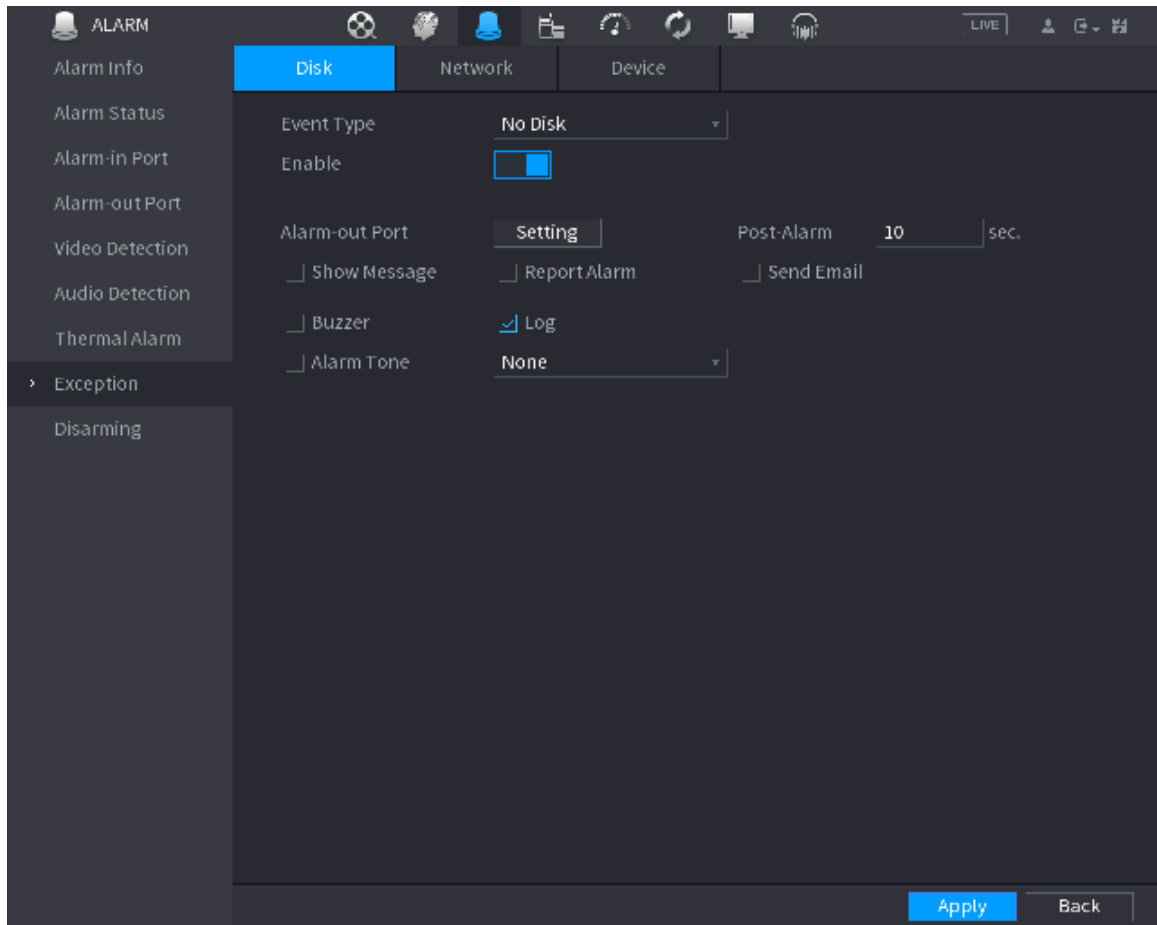 ALARM
LIVE
Alarm Info
Alarm Status
Alarm-in Port
Alarm-out Port
Video Detection
Audio Detection
Thermal Alarm
Exception
Disarming
Disk Network Device
Event Type No Disk
Enable
Alarm-out Port Setting Post-Alarm 10 sec.
Show Message Report Alarm Send Email
Buzzer Log
Alarm Tone None
Apply Back